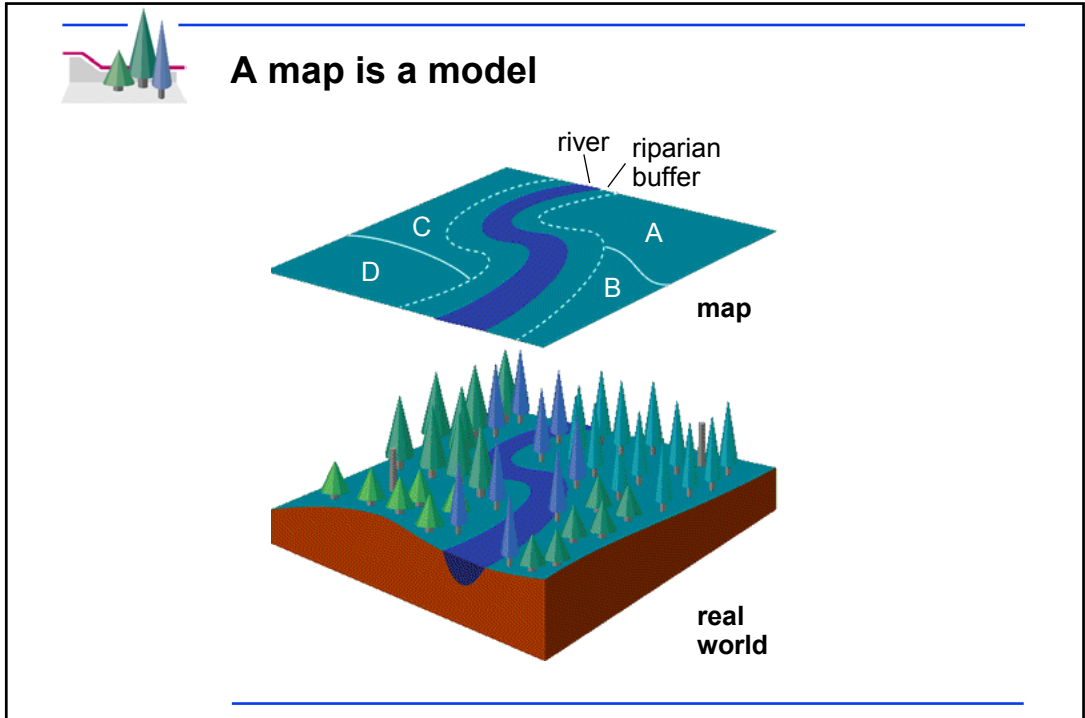 A map is a model
river
riparian
buffer
C
A
D
B
map
real
world